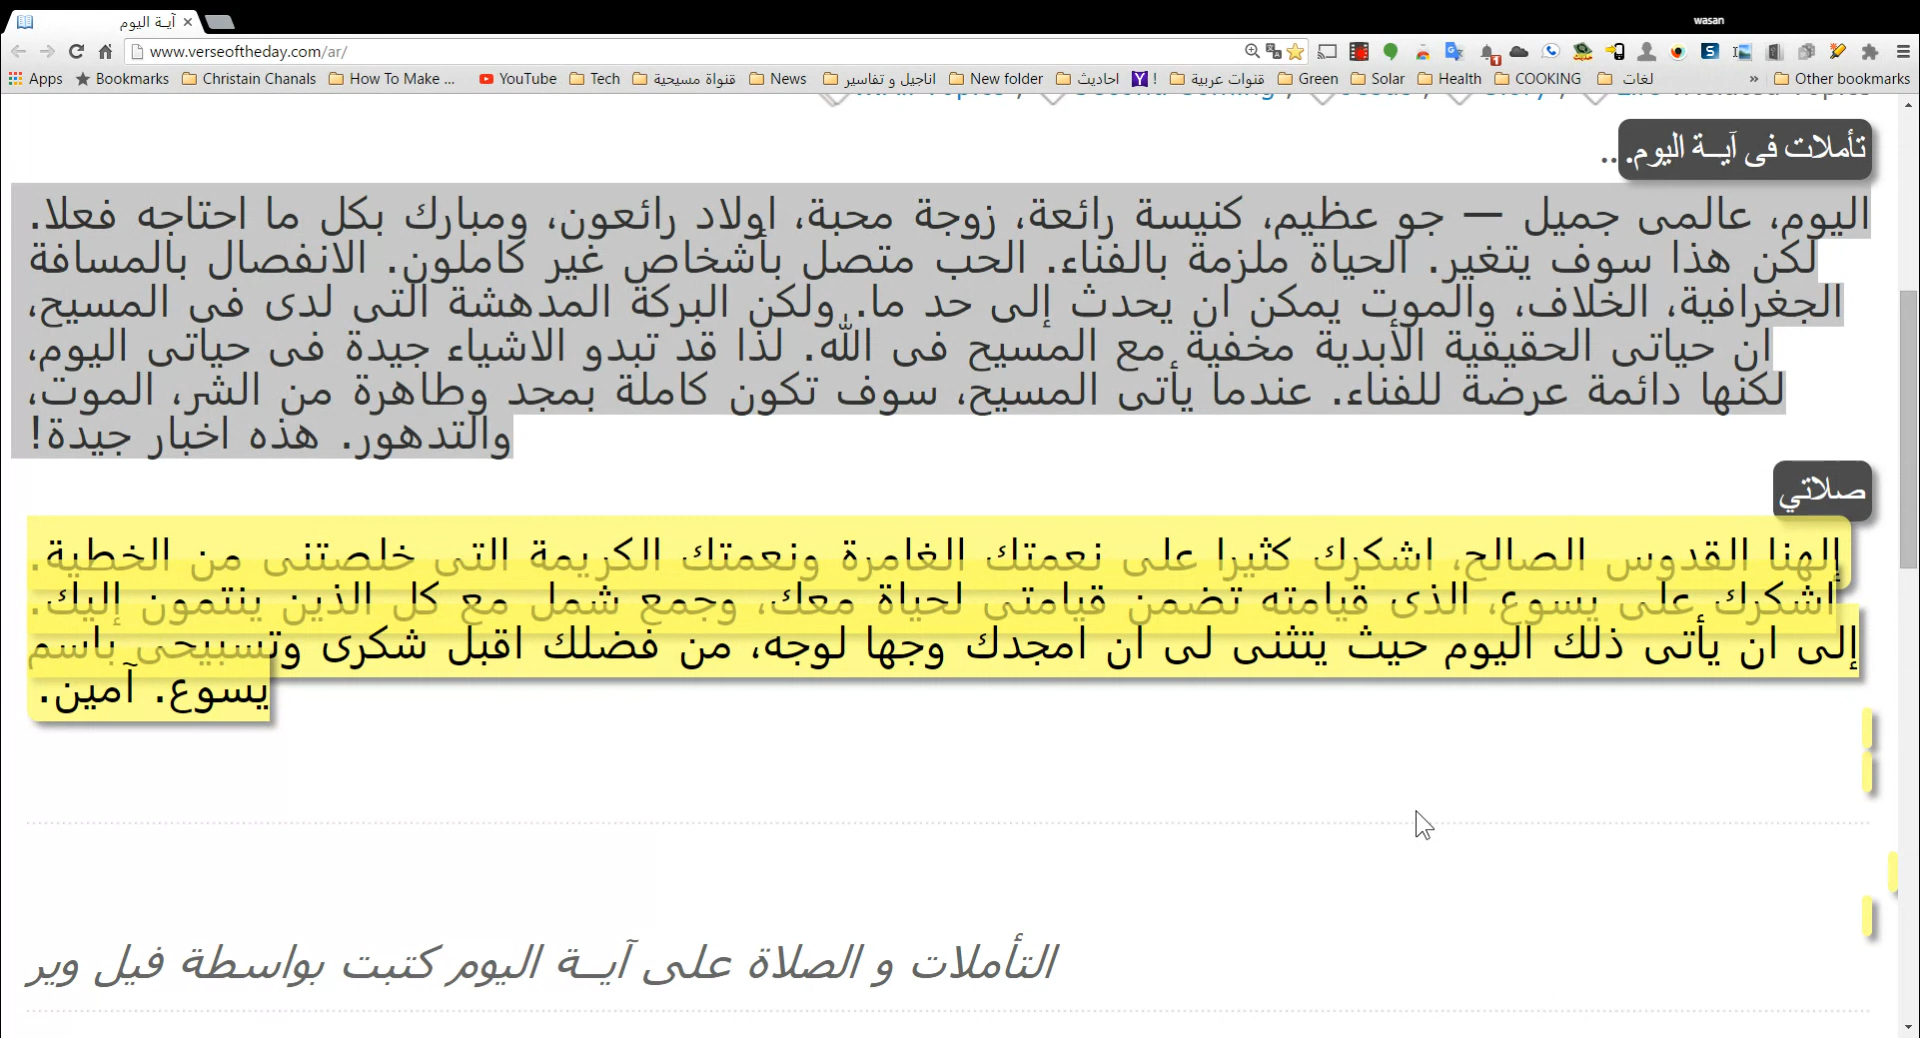 wasan
آيـة اليوم
www.verseoftheday.com/ar/
Apps Bookmarks Christain Chanals How To Make ... YouTube Tech قنواة مسيحية News اناجيل و تفاسير New folder احاديث ! قنوات عربية Green Solar Health COOKING لغات » Other bookmarks
تأملات فى آيــة اليوم...
اليوم، عالمى جميل — جو عظيم، كنيسة رائعة، زوجة محبة، اولاد رائعون، ومبارك بكل ما احتاجه فعلا.
لكن هذا سوف يتغير. الحياة ملزمة بالفناء. الحب متصل بأشخاص غير كاملون. الانفصال بالمسافة
الجغرافية، الخلاف، والموت يمكن ان يحدث إلى حد ما. ولكن البركة المدهشة التى لدى فى المسيح،
ان حياتى الحقيقية الأبدية مخفية مع المسيح فى الله. لذا قد تبدو الاشياء جيدة فى حياتى اليوم،
لكنها دائمة عرضة للفناء. عندما يأتى المسيح، سوف تكون كاملة بمجد وطاهرة من الشر، الموت،
والتدهور. هذه اخبار جيدة!
صلاتي
إلهنا القدوس الصالح، اشكرك كثيرا على نعمتك الغامرة ونعمتك الكريمة التى خلصتنى من الخطية.
اشكرك على يسوع، الذى قيامته تضمن قيامتى لحياة معك، وجمع شمل مع كل الذين ينتمون إليك.
إلى ان يأتى ذلك اليوم حيث يتثنى لى ان امجدك وجها لوجه، من فضلك اقبل شكرى وتسبيحى باسم
يسوع. آمين.
التأملات و الصلاة على آيــة اليوم كتبت بواسطة فيل وير